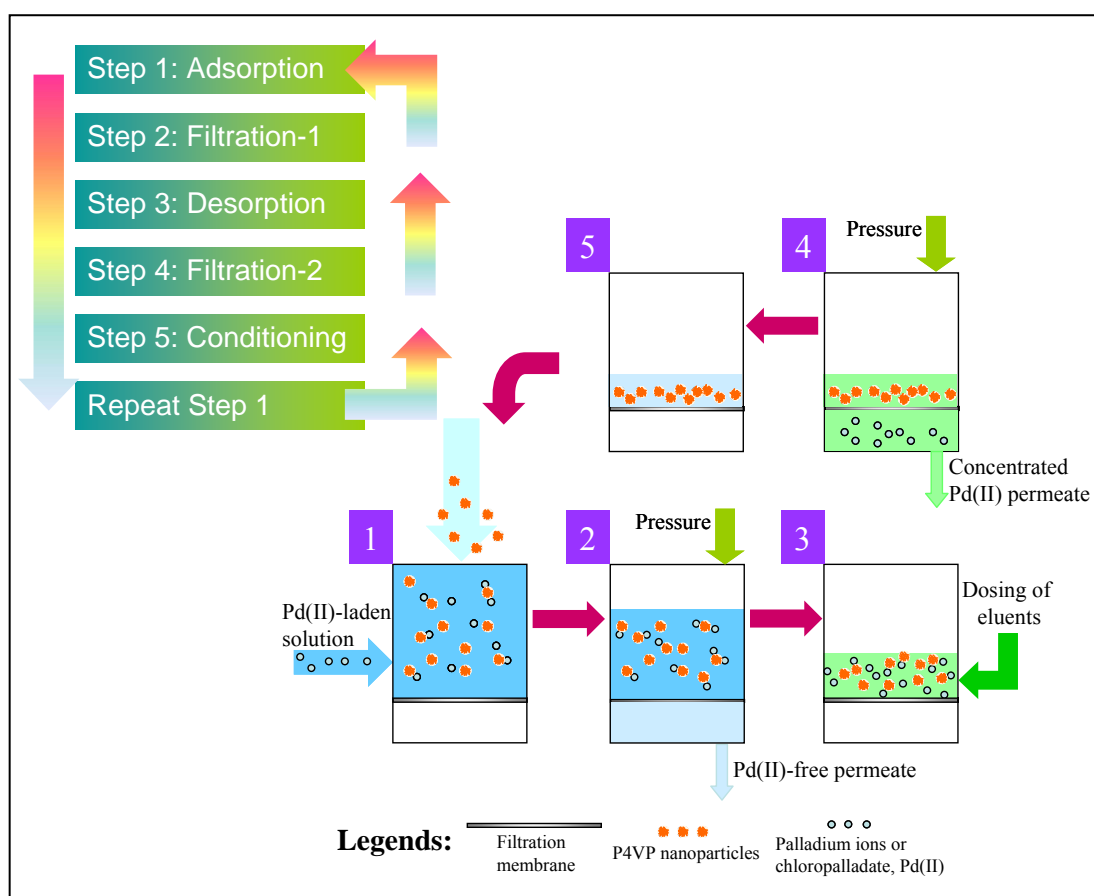 Step 1: Adsorption
Step 2: Filtration-1
Step 3: Desorption
Step 4: Filtration-2
Step 5: Conditioning
Repeat Step 1
5
4
Pressure
Concentrated
Pd(II) permeate
1
2
Pressure
3
Pd(II)-laden
solution
Dosing of
eluents
Pd(II)-free permeate
Legends:
Filtration
membrane
P4VP nanoparticles
Palladium ions or
chloropalladate, Pd(II)